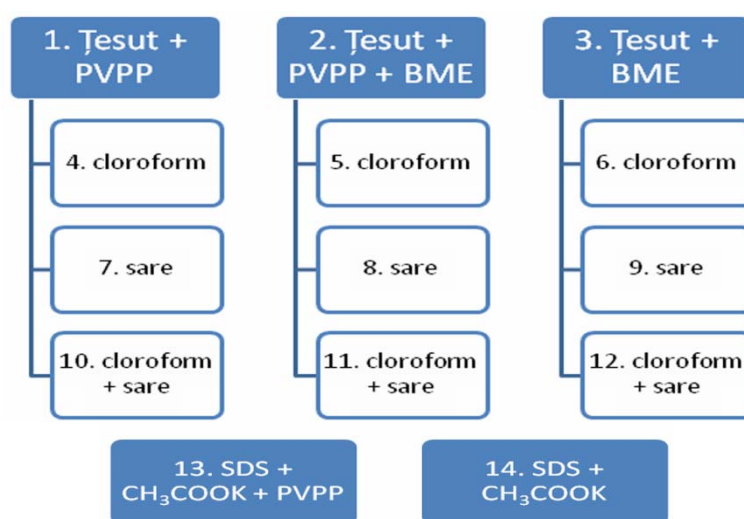 1. Țesut +
PVPP
2. Țesut +
PVPP + BME
3. Țesut +
BME
4. cloroform
5. cloroform
6. cloroform
7. sare
8. sare
9. sare
10. cloroform
+ sare
11. cloroform
+ sare
12. cloroform
+ sare
13. SDS +
CH₃COOK + PVPP
14. SDS +
CH₃COOK